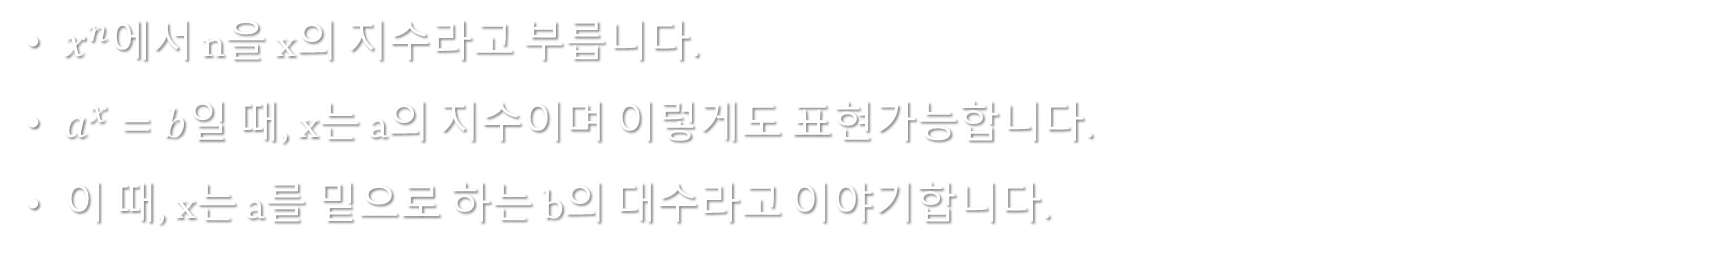 • xⁿ에서 n을 x의 지수라고 부릅니다.
• aˣ = b일 때, x는 a의 지수이며 이렇게도 표현가능합니다.
• 이 때, x는 a를 밑으로 하는 b의 대수라고 이야기합니다.